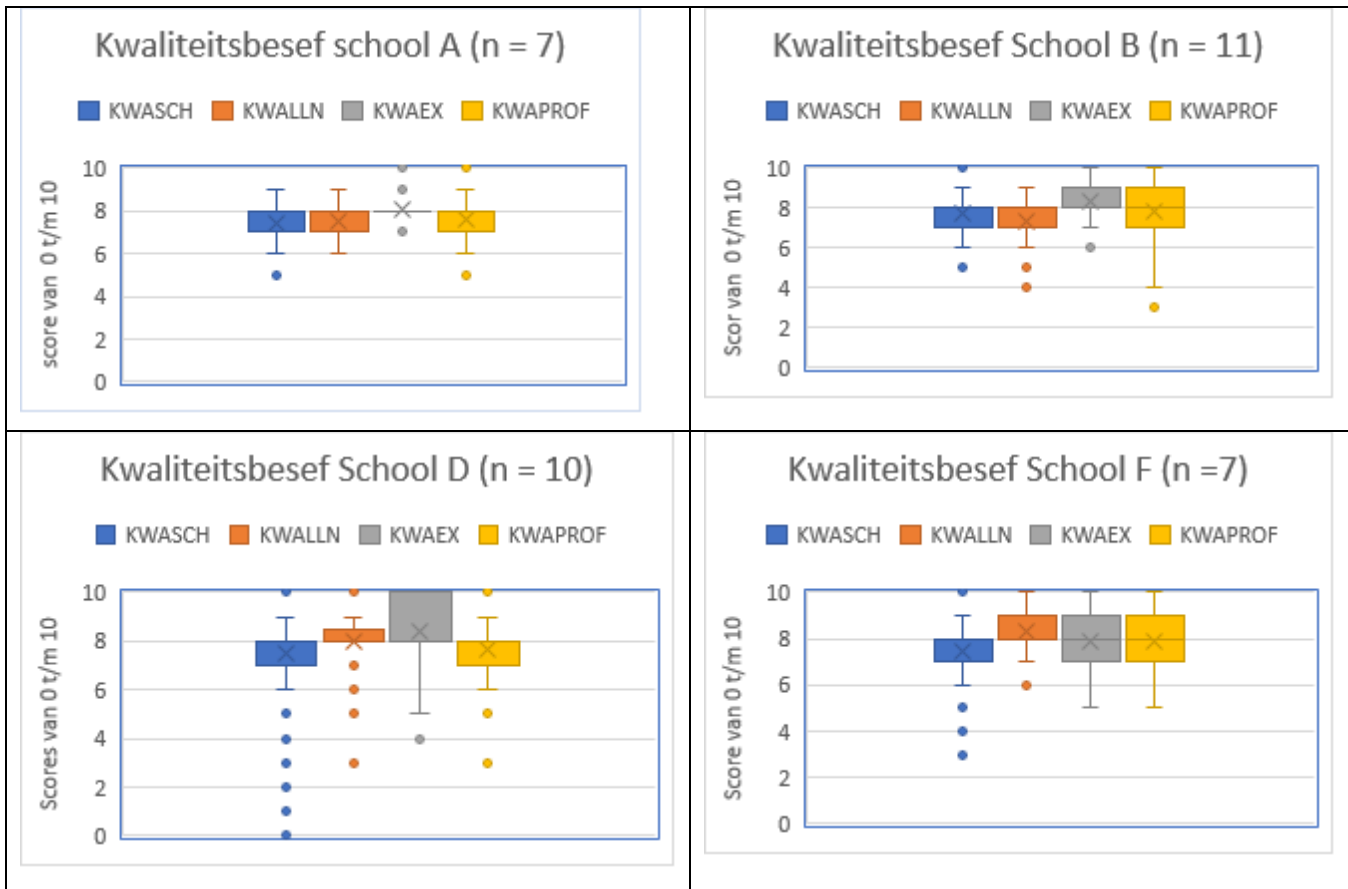 Kwaliteitsbesef school A (n = 7)
KWASCH KWALLN KWAEX KWAPROF
score van 0 t/m 10
10
8
6
4
2
0
Kwaliteitsbesef School B (n = 11)
KWASCH KWALLN KWAEX KWAPROF
Scor van 0 t/m 10
10
8
6
4
2
0
Kwaliteitsbesef School D (n = 10)
KWASCH KWALLN KWAEX KWAPROF
Scores van 0 t/m 10
10
8
6
4
2
0
Kwaliteitsbesef School F (n =7)
KWASCH KWALLN KWAEX KWAPROF
Score van 0 t/m 10
10
8
6
4
2
0